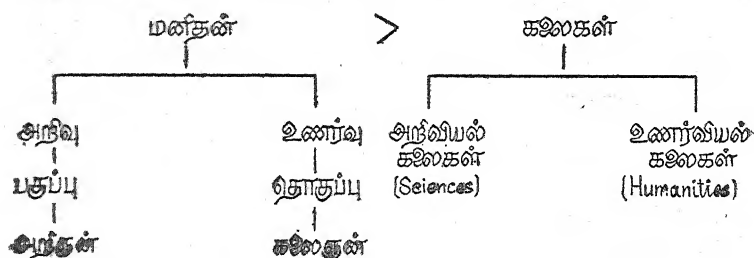 மனிதன் > கலைகள்
அறிவு உணர்வு அறிவியல் கலைகள் (Sciences) உணர்வியல் கலைகள் (Humanities)
பகுப்பு தொகுப்பு
அறிஞன் கலைஞன்